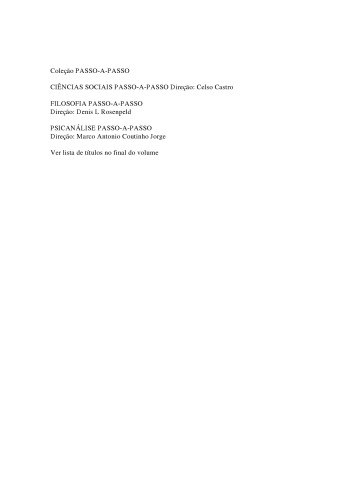 Coleção PASSO-A-PASSO
CIÊNCIAS SOCIAIS PASSO-A-PASSO Direção: Celso Castro
FILOSOFIA PASSO-A-PASSO
Direção: Denis L Rosenpeld
PSICANÁLISE PASSO-A-PASSO
Direção: Marco Antonio Coutinho Jorge
Ver lista de títulos no final do volume